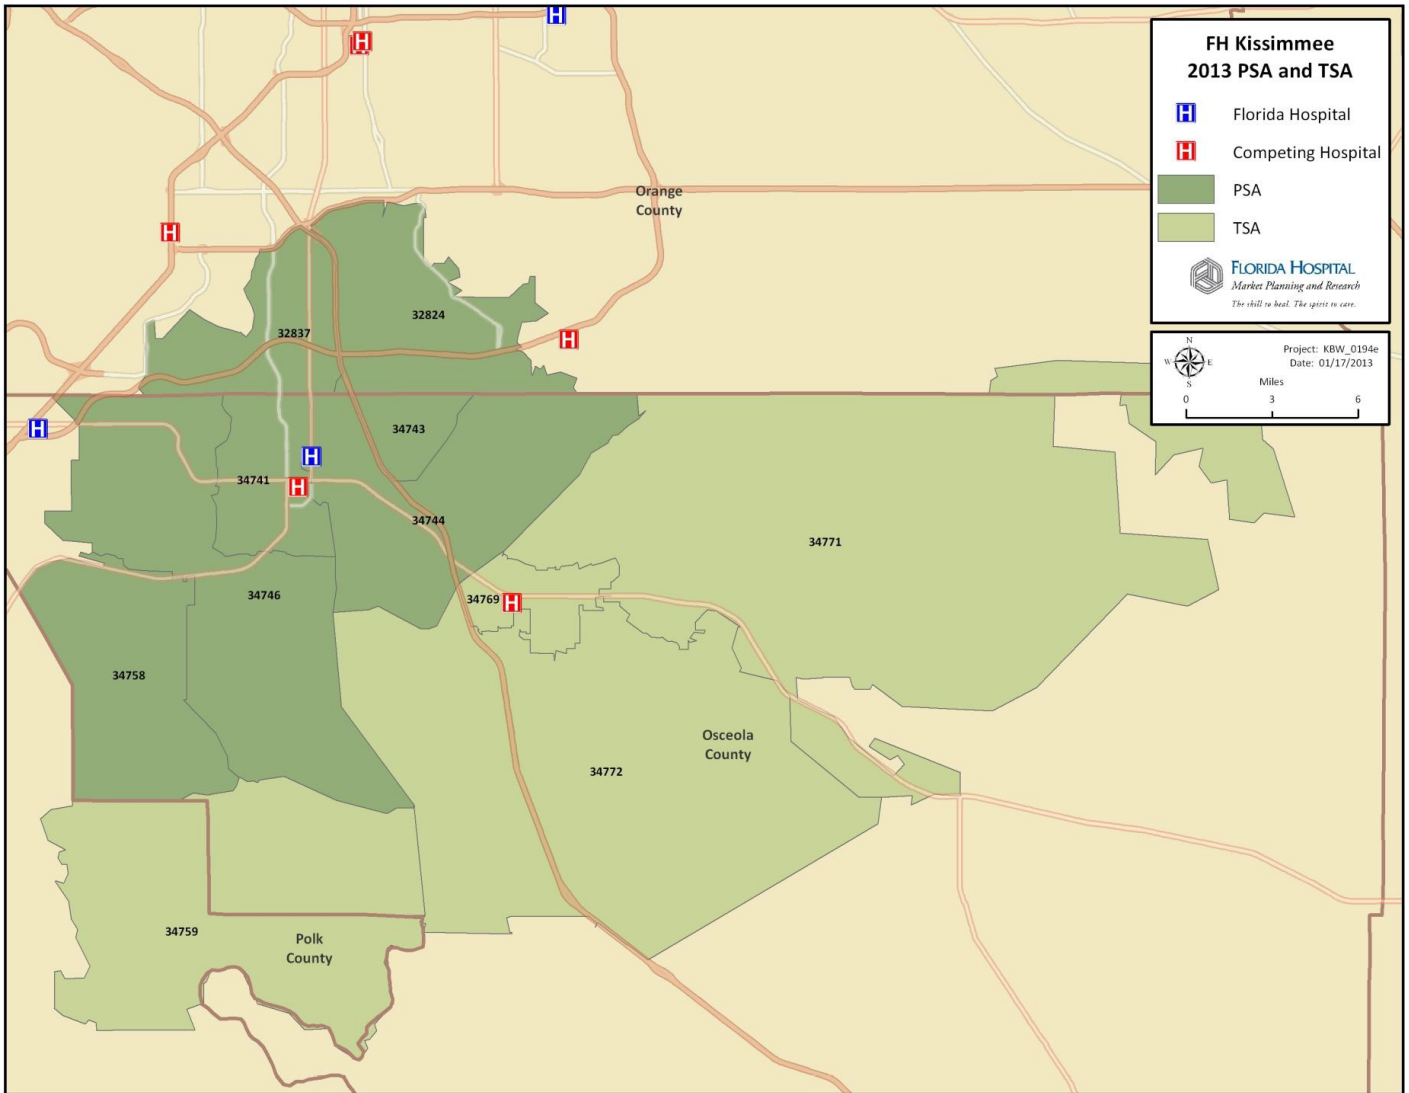 FH Kissimmee
2013 PSA and TSA
H Florida Hospital
H Competing Hospital
PSA
TSA
FLORIDA HOSPITAL
Market Planning and Research
The skill to heal. The spirit to care.
N
W E
S
Project: KBW_0194e
Date: 01/17/2013
Miles
0 3 6
H
H
H
Orange
County
32824
32837
H
H
34743
H
34741
H
34744
34771
34746
34769
H
34758
Osceola
County
34772
34759
Polk
County